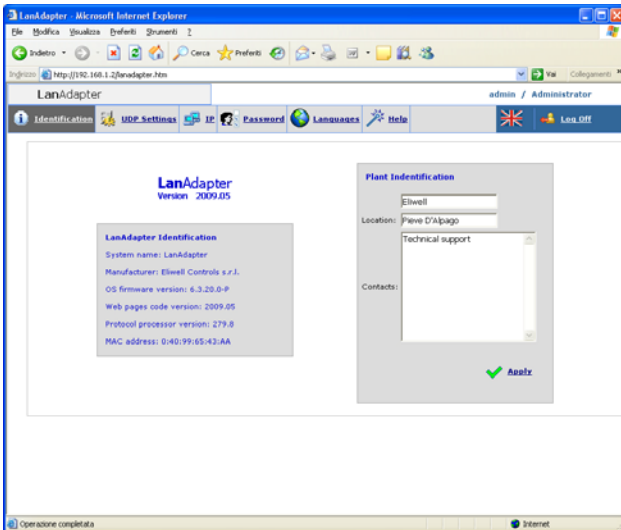 LanAdapter - Microsoft Internet Explorer
File Modifica Visualizza Preferiti Strumenti ?
Indietro Cerca Preferiti
Indirizzo http://192.168.1.2/lanadapter.htm Vai Collegamenti »
LanAdapter admin / Administrator
Identification UDP Settings IP Password Languages Help Log Off
LanAdapter
Version 2009.05
LanAdapter Identification
System name: LanAdapter
Manufacturer: Eliwell Controls s.r.l.
OS firmware version: 6.3.20.0-P
Web pages code version: 2009.05
Protocol processor version: 279.8
MAC address: 0:40:99:65:43:AA
Plant Indentification
Eliwell
Location: Pieve D'Alpago
Contacts: Technical support
Apply
Operazione completata Internet